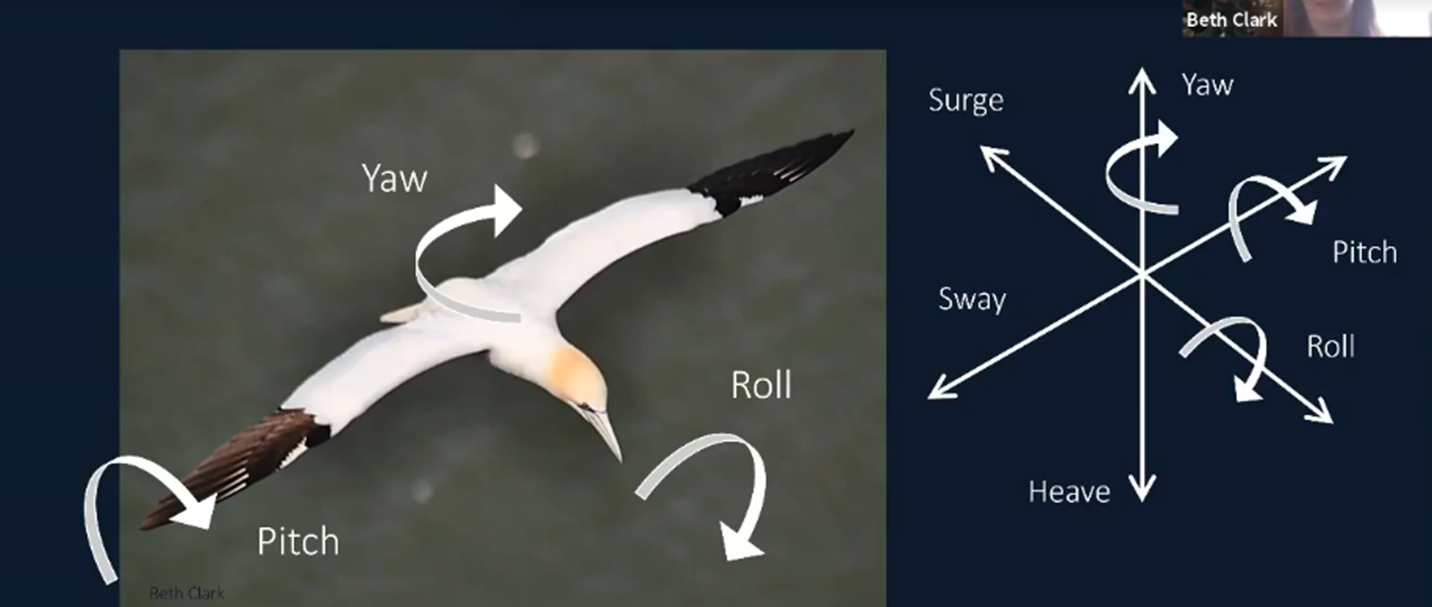 Beth Clark
Yaw
Roll
Pitch
Beth Clark
Surge
Yaw
Pitch
Sway
Roll
Heave